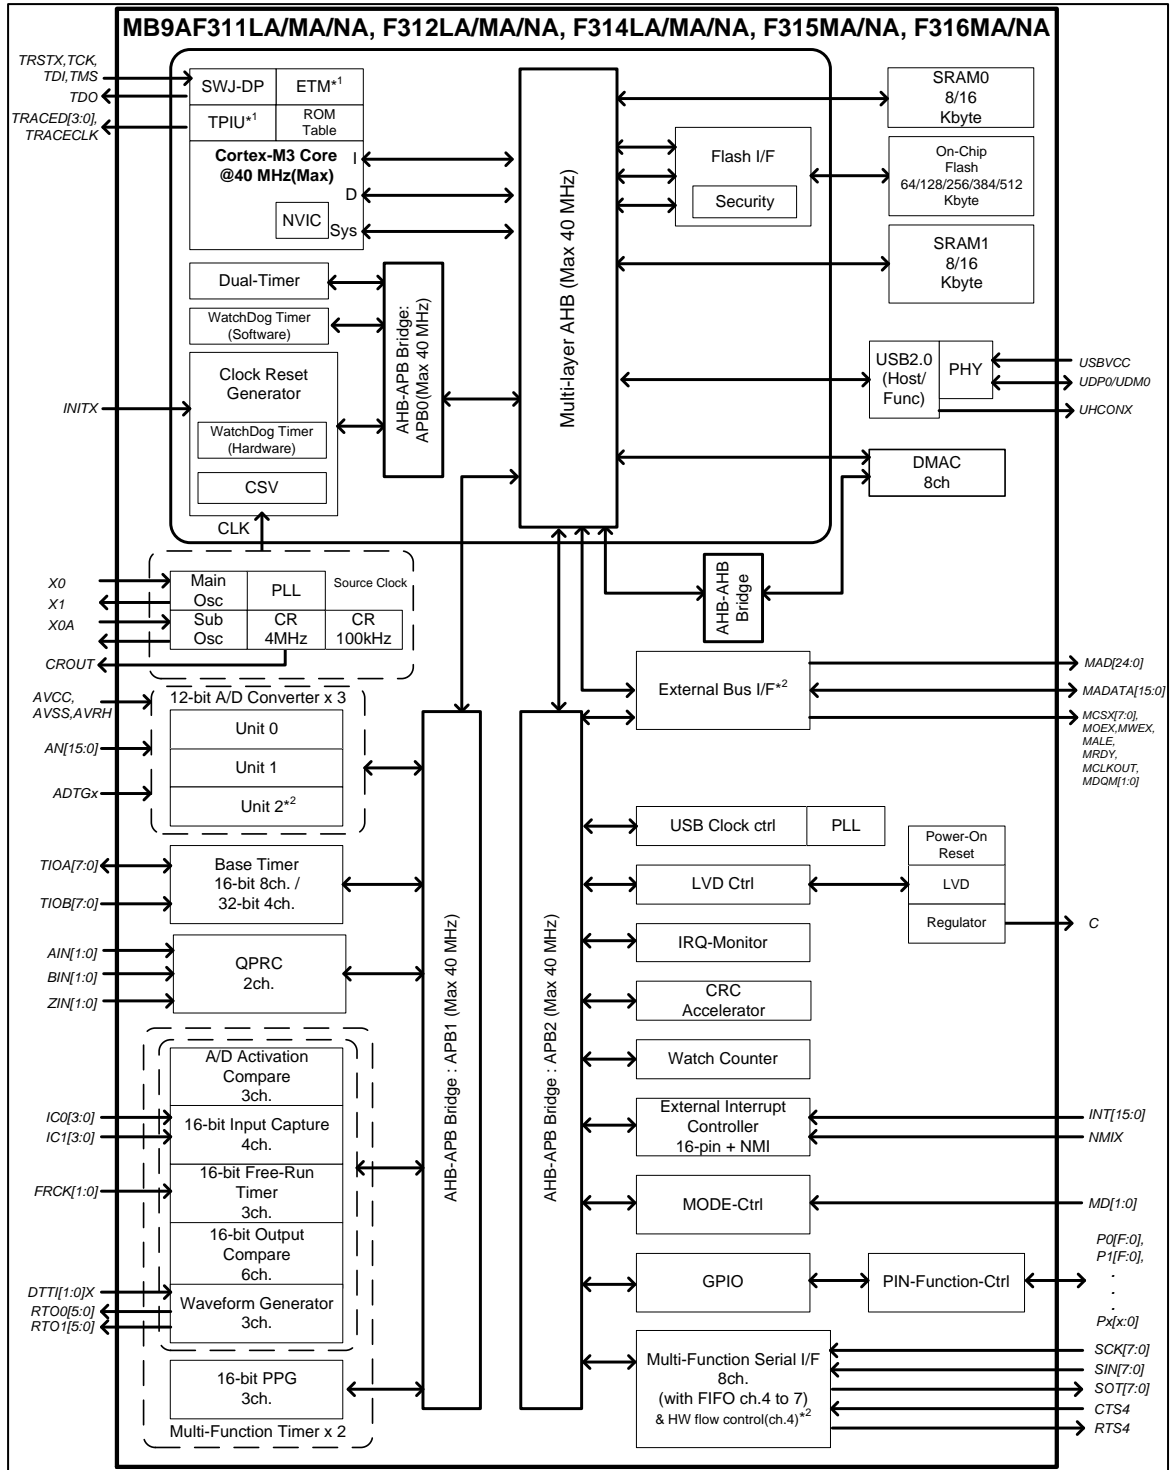 MB9AF311LA/MA/NA, F312LA/MA/NA, F314LA/MA/NA, F315MA/NA, F316MA/NA
TRSTX,TCK,
TDI,TMS
TDO
TRACED[3:0],
TRACECLK
SWJ-DP
ETM*1
TPIU*1
ROM
Table
Cortex-M3 Core
@40 MHz(Max)
I
D
Sys
NVIC
Dual-Timer
WatchDog Timer
(Software)
Clock Reset
Generator
WatchDog Timer
(Hardware)
CSV
CLK
INITX
AHB-APB Bridge:
APB0(Max 40 MHz)
Multi-layer AHB (Max 40 MHz)
Flash I/F
Security
SRAM0
8/16
Kbyte
On-Chip
Flash
64/128/256/384/512
Kbyte
SRAM1
8/16
Kbyte
USB2.0
(Host/
Func)
PHY
USBVCC
UDP0/UDM0
UHCONX
DMAC
8ch
AHB-AHB
Bridge
X0
X1
X0A
CROUT
Main
Osc
PLL
Source Clock
Sub
Osc
CR
4MHz
CR
100kHz
AVCC,
AVSS,AVRH
AN[15:0]
ADTGx
12-bit A/D Converter x 3
Unit 0
Unit 1
Unit 2*2
TIOA[7:0]
TIOB[7:0]
Base Timer
16-bit 8ch. /
32-bit 4ch.
AIN[1:0]
BIN[1:0]
ZIN[1:0]
QPRC
2ch.
A/D Activation
Compare
3ch.
IC0[3:0]
IC1[3:0]
16-bit Input Capture
4ch.
FRCK[1:0]
16-bit Free-Run
Timer
3ch.
16-bit Output
Compare
6ch.
DTTI[1:0]X
RTO0[5:0]
RTO1[5:0]
Waveform Generator
3ch.
16-bit PPG
3ch.
Multi-Function Timer x 2
AHB-APB Bridge : APB1 (Max 40 MHz)
AHB-APB Bridge : APB2 (Max 40 MHz)
External Bus I/F*2
MAD[24:0]
MADATA[15:0]
MCSX[7:0],
MOEX,MWEX,
MALE,
MRDY,
MCLKOUT,
MDQM[1:0]
USB Clock ctrl
PLL
LVD Ctrl
Power-On
Reset
LVD
Regulator
C
IRQ-Monitor
CRC
Accelerator
Watch Counter
External Interrupt
Controller
16-pin + NMI
INT[15:0]
NMIX
MODE-Ctrl
MD[1:0]
GPIO
PIN-Function-Ctrl
P0[F:0],
P1[F:0],
.
.
.
Px[x:0]
Multi-Function Serial I/F
8ch.
(with FIFO ch.4 to 7)
& HW flow control(ch.4)*2
SCK[7:0]
SIN[7:0]
SOT[7:0]
CTS4
RTS4